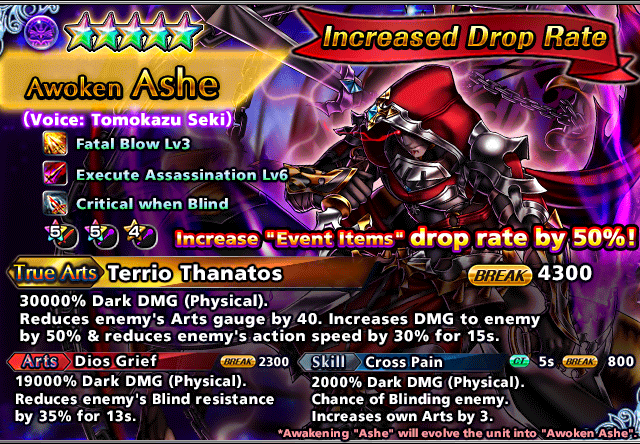 Increased Drop Rate
Awoken Ashe
(Voice: Tomokazu Seki)
Fatal Blow Lv3
Execute Assassination Lv6
Critical when Blind
5 5 4
Increase "Event Items" drop rate by 50%!
True Arts Terrio Thanatos BREAK 4300
30000% Dark DMG (Physical).
Reduces enemy's Arts gauge by 40. Increases DMG to enemy
by 50% & reduces enemy's action speed by 30% for 15s.
Arts Dios Grief BREAK 2300
19000% Dark DMG (Physical).
Reduces enemy's Blind resistance
by 35% for 13s.
Skill Cross Pain CT 5s BREAK 800
2000% Dark DMG (Physical).
Chance of Blinding enemy.
Increases own Arts by 3.
*Awakening "Ashe" will evolve the unit into "Awoken Ashe".